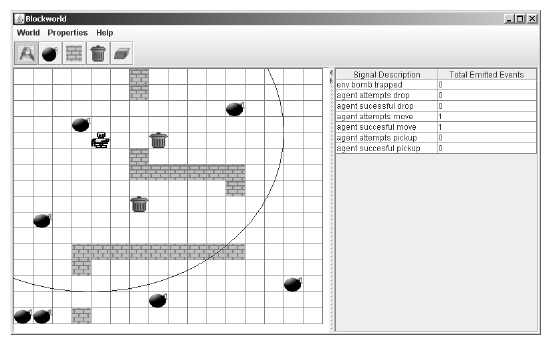 Blockworld
World Properties Help
Signal Description Total Emitted Events
env bomb trapped 0
agent attempts drop 0
agent sucessful drop 0
agent attempts move 1
agent succesful move 1
agent attempts pickup 0
agent succesful pickup 0